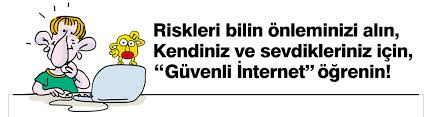 Riskleri bilin önleminizi alın,
Kendiniz ve sevdikleriniz için,
“Güvenli İnternet” öğrenin!